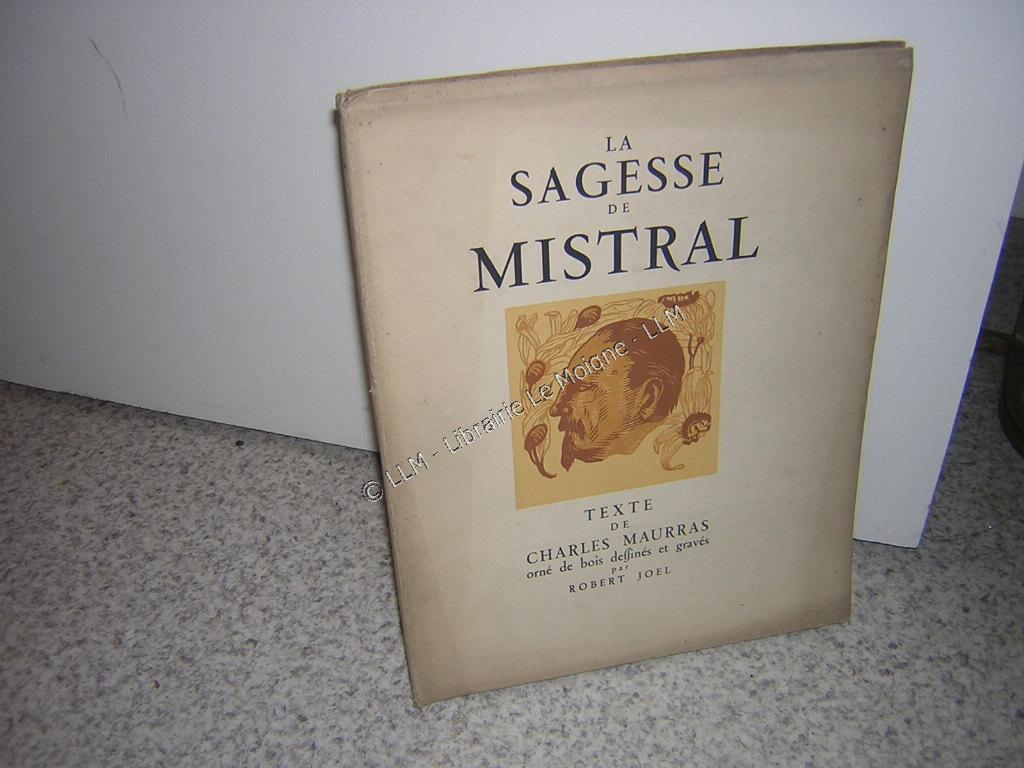 LA
SAGESSE
DE
MISTRAL
© LLM - Librairie Le Moigne - LLM
TEXTE
DE
CHARLES MAURRAS
orné de bois deſſinés et gravés
par
ROBERT JOEL